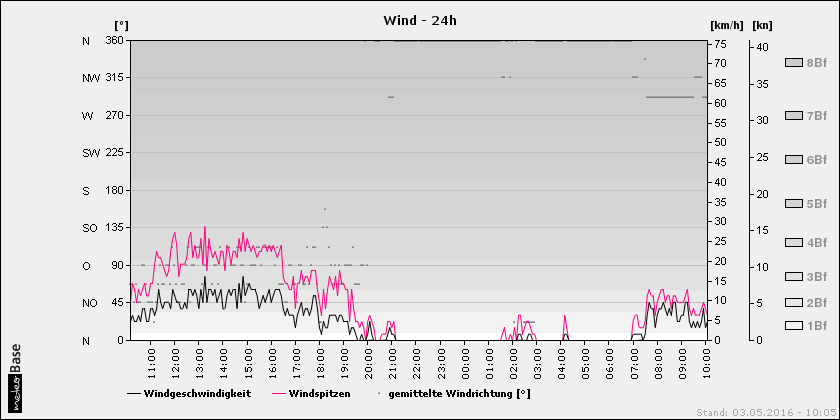 Wind - 24h
[°] [km/h] [kn]
N 360 75 40
70 8Bf
NW 315 65 35
60
W 270 55 30 7Bf
50
SW 225 45 25 6Bf
40
S 180 35 20 5Bf
30
SO 135 25 15 4Bf
20
O 90 15 10 3Bf
10
NO 45 5 5 2Bf
1Bf
N 0 0 0
11:00 12:00 13:00 14:00 15:00 16:00 17:00 18:00 19:00 20:00 21:00 22:00 23:00 00:00 01:00 02:00 03:00 04:00 05:00 06:00 07:00 08:00 09:00 10:00
Windgeschwindigkeit Windspitzen gemittelte Windrichtung [°]
meteoBase
Stand: 03.05.2016 - 10:05